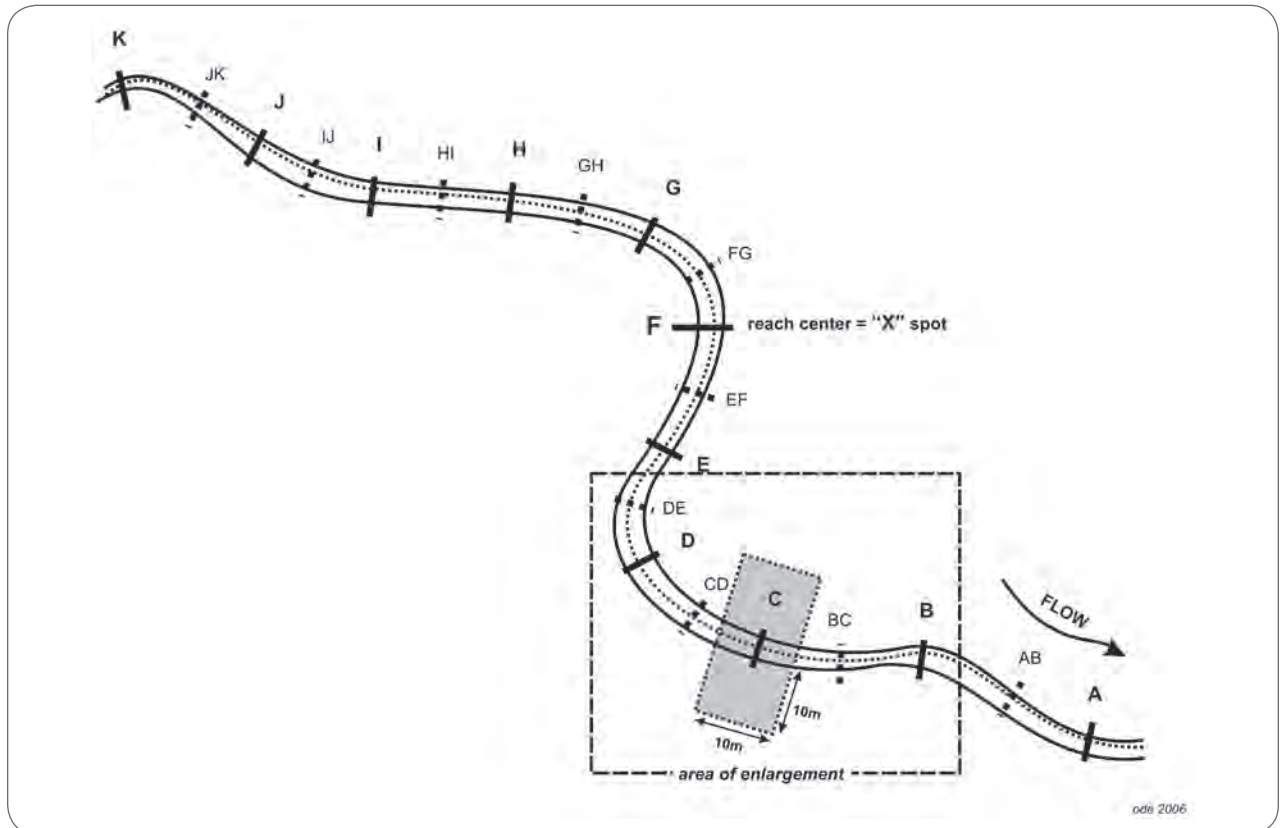 K
JK
J
IJ
I
HI
H
GH
G
FG
F
reach center = "X" spot
EF
E
DE
D
CD
C
BC
B
FLOW
AB
A
10m
10m
area of enlargement
ode 2006